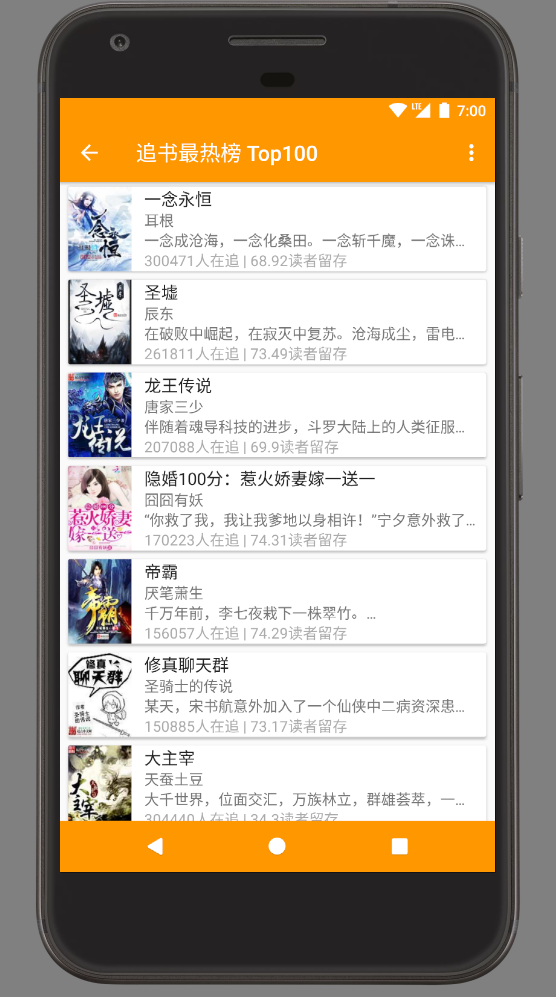 LTE 7:00
追书最热榜 Top100
一念永恒
耳根
一念成沧海，一念化桑田。一念斩千魔，一念诛...
300471人在追 | 68.92读者留存
圣墟
辰东
在破败中崛起，在寂灭中复苏。沧海成尘，雷电...
261811人在追 | 73.49读者留存
龙王传说
唐家三少
伴随着魂导科技的进步，斗罗大陆上的人类征服...
207088人在追 | 69.9读者留存
隐婚100分：惹火娇妻嫁一送一
囧囧有妖
“你救了我，我让我爹地以身相许！”宁夕意外救了...
170223人在追 | 74.31读者留存
帝霸
厌笔萧生
千万年前，李七夜栽下一株翠竹。...
156057人在追 | 74.29读者留存
修真聊天群
圣骑士的传说
某天，宋书航意外加入了一个仙侠中二病资深患...
150885人在追 | 73.17读者留存
大主宰
天蚕土豆
大千世界，位面交汇，万族林立，群雄荟萃，一...
304440人在追 | 34.3读者留存